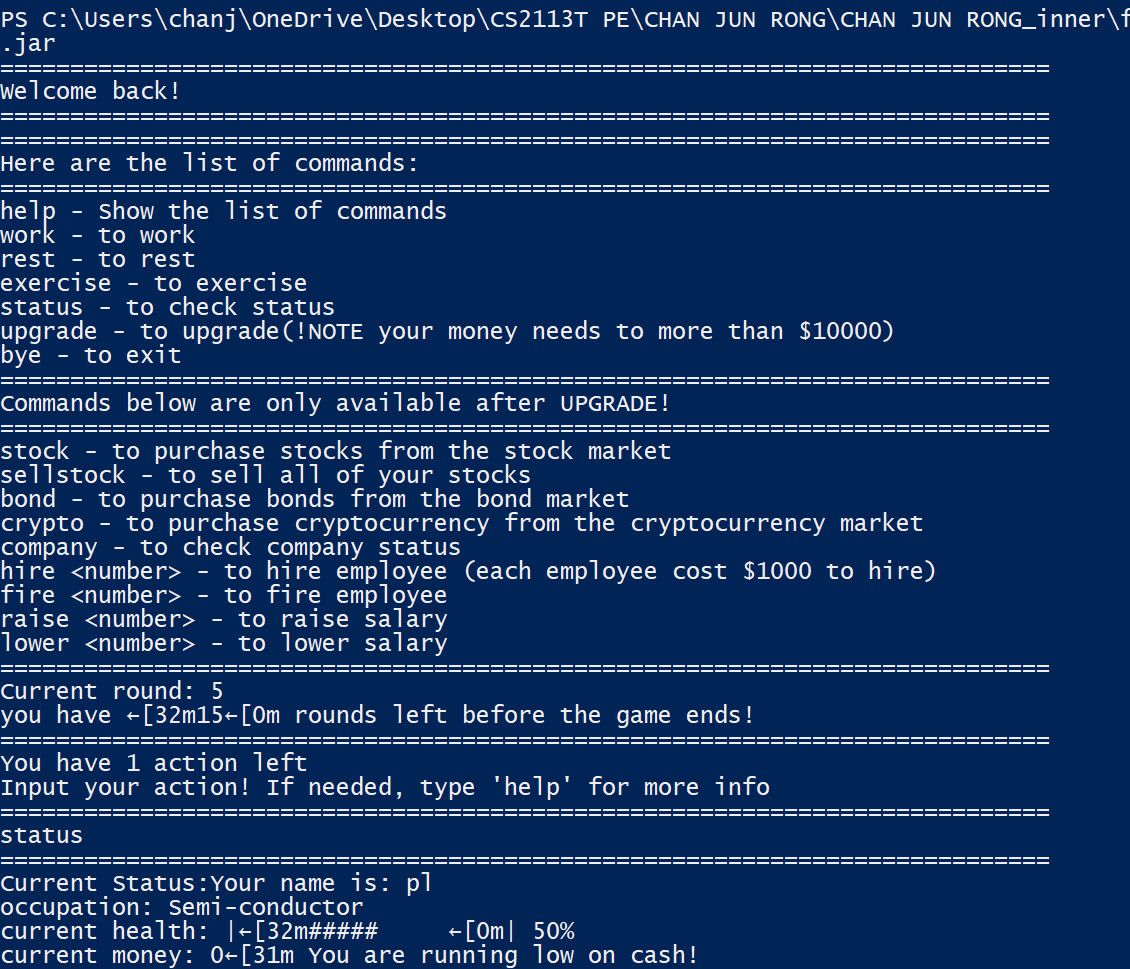 PS C:\Users\chanj\OneDrive\Desktop\CS2113T PE\CHAN JUN RONG\CHAN JUN RONG_inner\f
.jar
===========================================================================
Welcome back!
===========================================================================
===========================================================================
Here are the list of commands:
===========================================================================
help - Show the list of commands
work - to work
rest - to rest
exercise - to exercise
status - to check status
upgrade - to upgrade(!NOTE your money needs to more than $10000)
bye - to exit
===========================================================================
Commands below are only available after UPGRADE!
===========================================================================
stock - to purchase stocks from the stock market
sellstock - to sell all of your stocks
bond - to purchase bonds from the bond market
crypto - to purchase cryptocurrency from the cryptocurrency market
company - to check company status
hire <number> - to hire employee (each employee cost $1000 to hire)
fire <number> - to fire employee
raise <number> - to raise salary
lower <number> - to lower salary
===========================================================================
Current round: 5
you have ←[32m15←[0m rounds left before the game ends!
===========================================================================
You have 1 action left
Input your action! If needed, type 'help' for more info
===========================================================================
status
===========================================================================
Current Status:Your name is: pl
occupation: Semi-conductor
current health: |←[32m#####     ←[0m| 50%
current money: 0←[31m You are running low on cash!